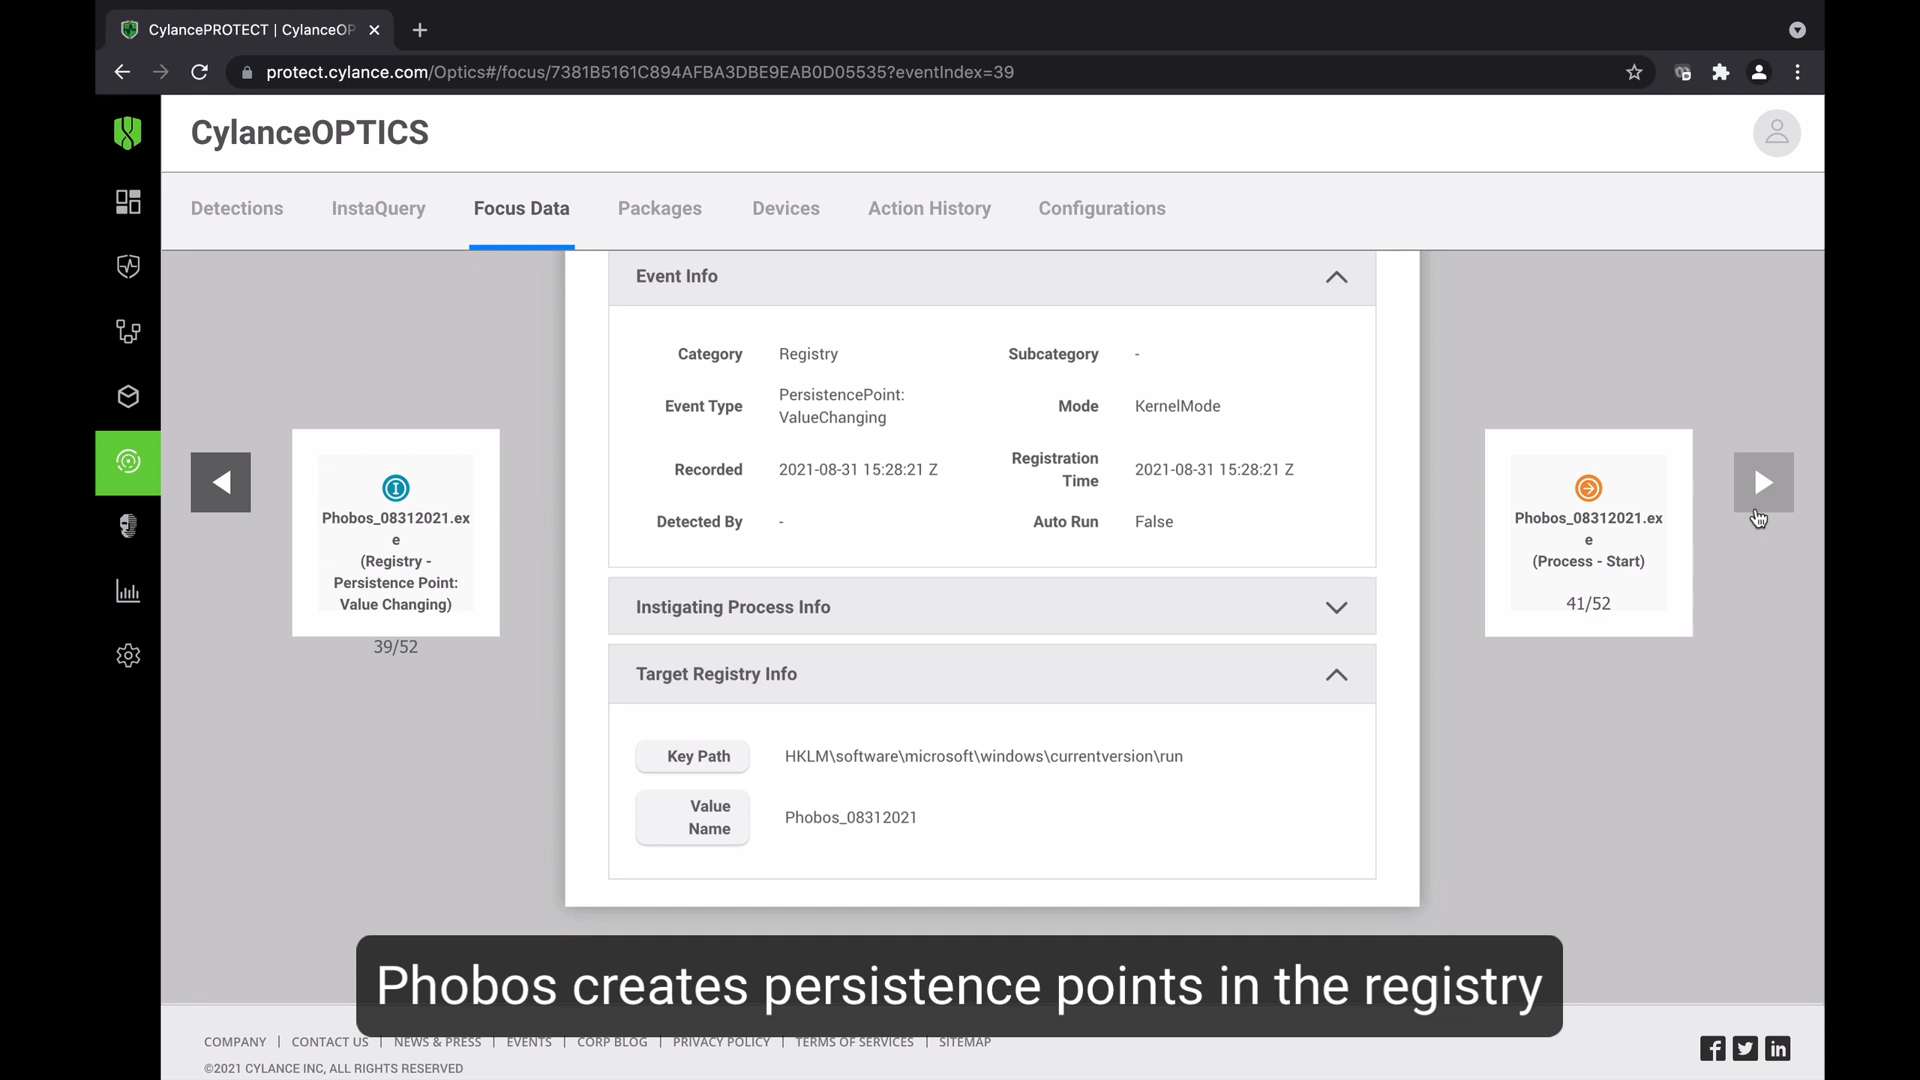 CylancePROTECT | CylanceOP
protect.cylance.com/Optics#/focus/7381B5161C894AFBA3DBE9EAB0D05535?eventIndex=39
CylanceOPTICS
Detections
InstaQuery
Focus Data
Packages
Devices
Action History
Configurations
Event Info
Category
Registry
Subcategory
-
Event Type
PersistencePoint:
ValueChanging
Mode
KernelMode
Recorded
2021-08-31 15:28:21 Z
Registration
Time
2021-08-31 15:28:21 Z
Detected By
-
Auto Run
False
Phobos_08312021.ex
e
(Registry -
Persistence Point:
Value Changing)
39/52
Phobos_08312021.ex
e
(Process - Start)
41/52
Instigating Process Info
Target Registry Info
Key Path
HKLM\software\microsoft\windows\currentversion\run
Value
Name
Phobos_08312021
Phobos creates persistence points in the registry
COMPANY | CONTACT US | NEWS & PRESS | EVENTS | CORP BLOG | PRIVACY POLICY | TERMS OF SERVICES | SITEMAP
©2021 CYLANCE INC, ALL RIGHTS RESERVED